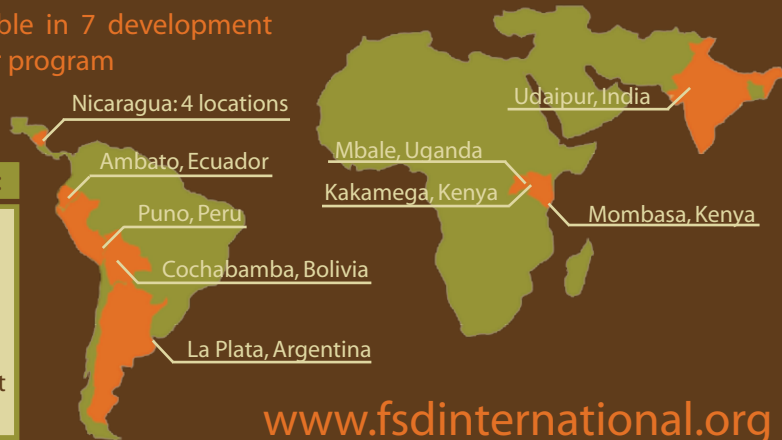 ble in 7 development
program
Nicaragua: 4 locations
Ambato, Ecuador
Puno, Peru
Cochabamba, Bolivia
La Plata, Argentina
Udaipur, India
Mbale, Uganda
Kakamega, Kenya
Mombasa, Kenya
www.fsdinternational.org